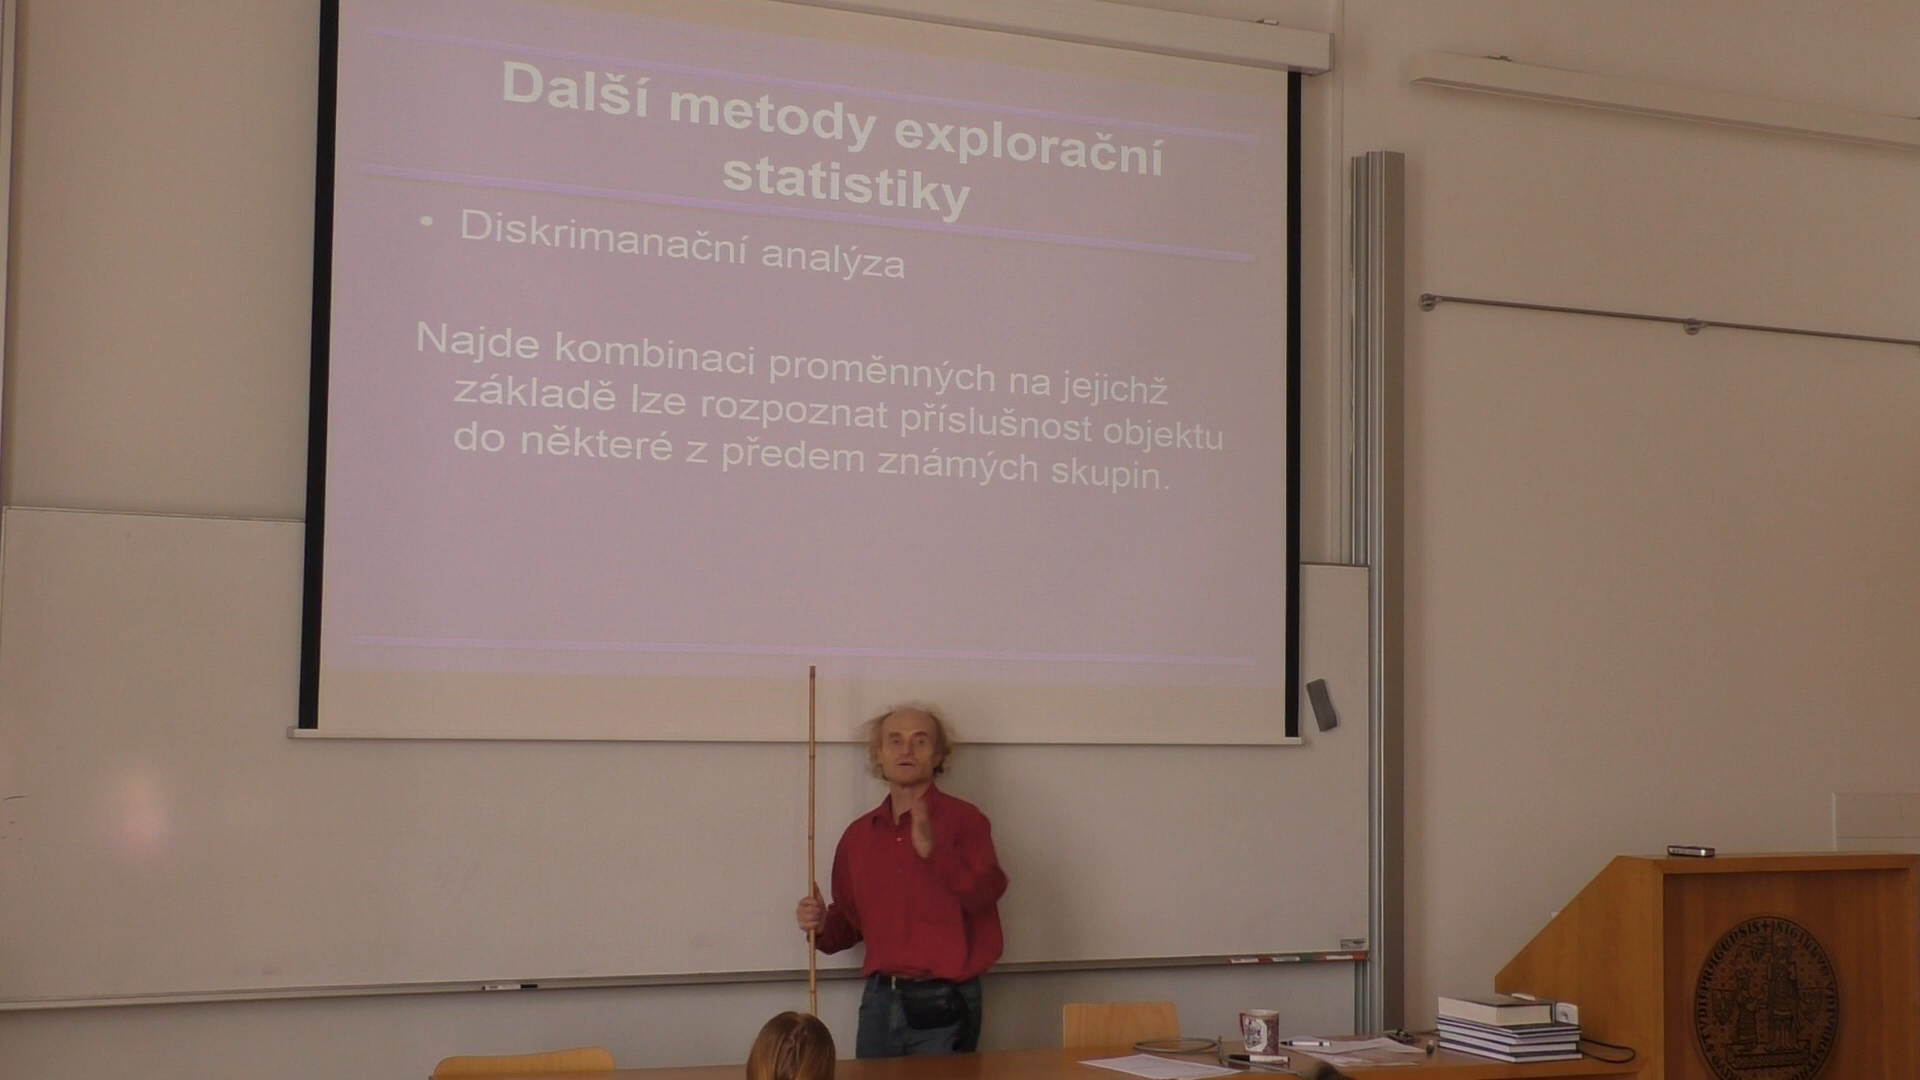 Další metody explorační
statistiky
• Diskrimanační analýza
Najde kombinaci proměnných na jejichž
základě lze rozpoznat příslušnost objektu
do některé z předem známých skupin.